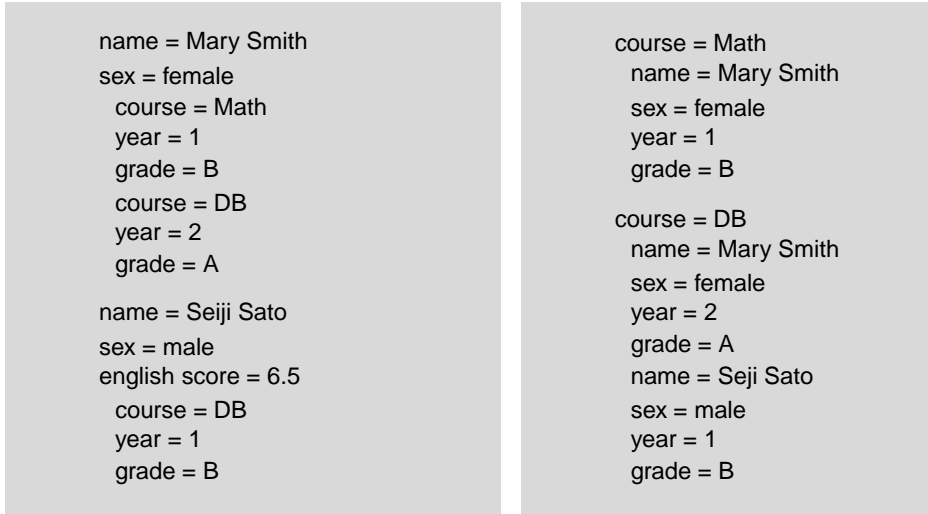 name = Mary Smith
sex = female
course = Math
year = 1
grade = B
course = DB
year = 2
grade = A
name = Seiji Sato
sex = male
english score = 6.5
course = DB
year = 1
grade = B
course = Math
name = Mary Smith
sex = female
year = 1
grade = B
course = DB
name = Mary Smith
sex = female
year = 2
grade = A
name = Seji Sato
sex = male
year = 1
grade = B